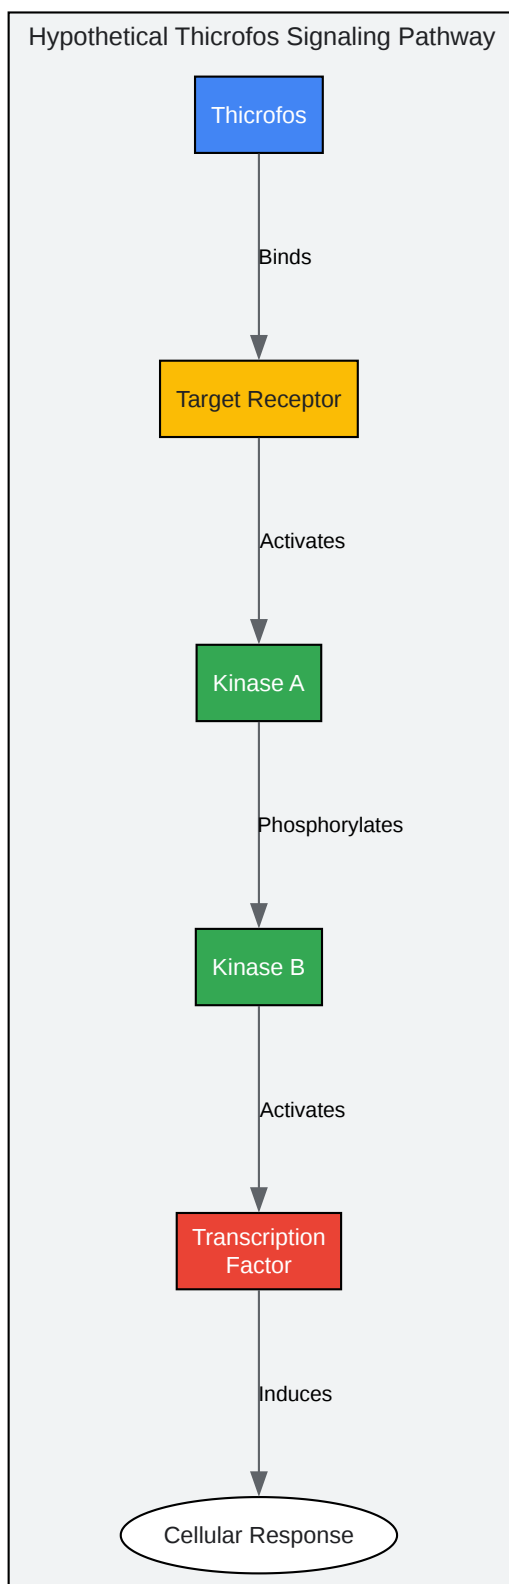 Hypothetical Thicrofos Signaling Pathway
Thicrofos
Binds
Target Receptor
Activates
Kinase A
Phosphorylates
Kinase B
Activates
Transcription
Factor
Induces
Cellular Response